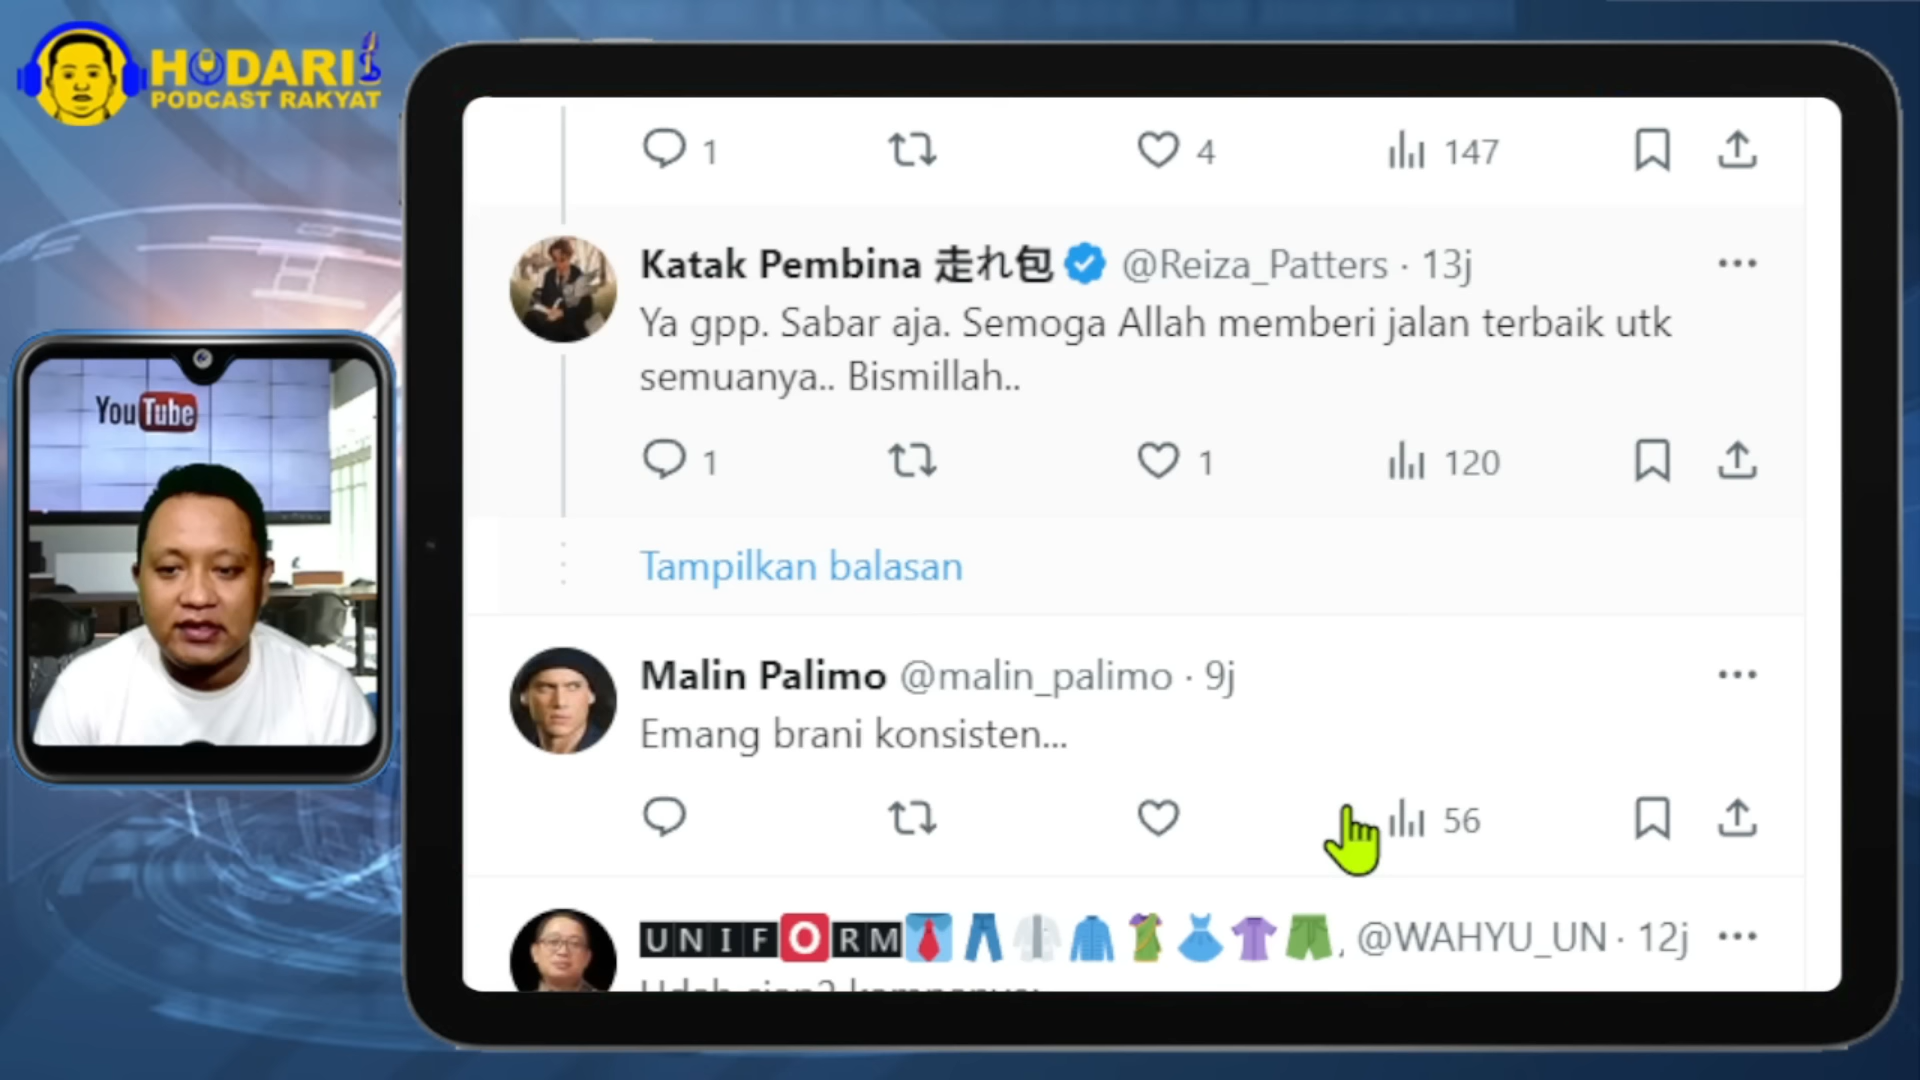 HODARI
PODCAST RAKYAT
YouTube
1 4 147
Katak Pembina 走れ包 @Reiza_Patters · 13j
Ya gpp. Sabar aja. Semoga Allah memberi jalan terbaik utk
semuanya.. Bismillah..
1 1 120
Tampilkan balasan
Malin Palimo @malin_palimo · 9j
Emang brani konsisten...
56
UNIFORM, @WAHYU_UN · 12j